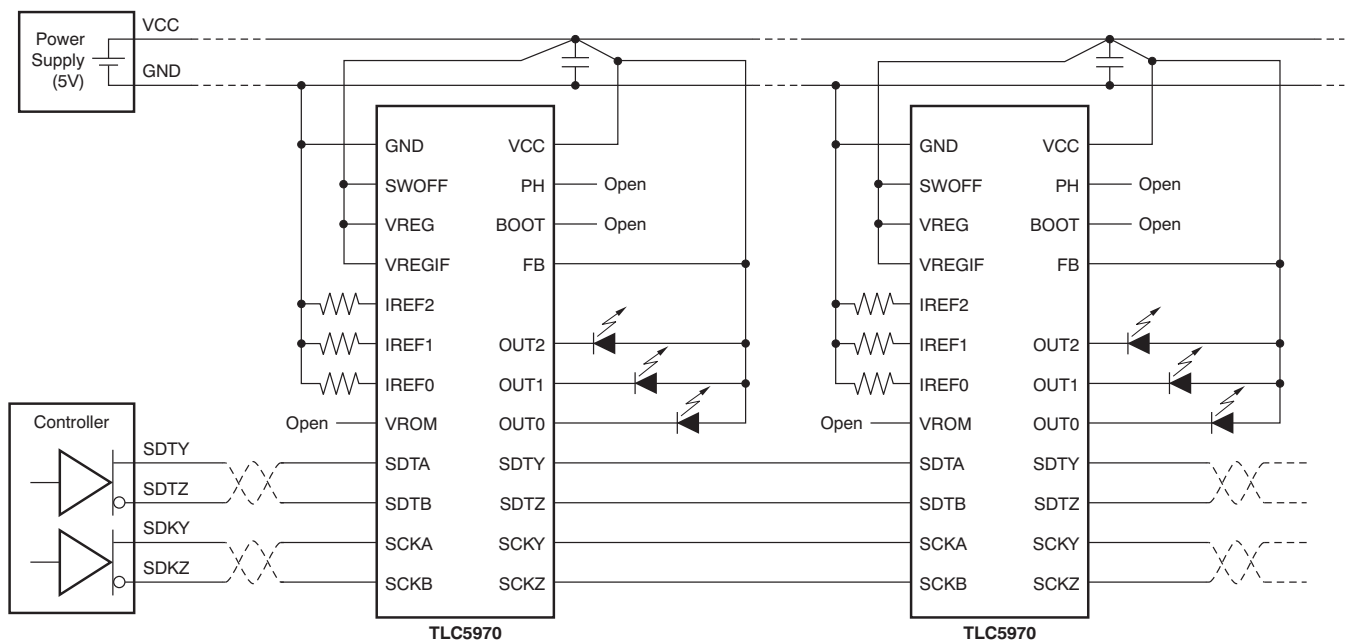 Power
Supply
(5V)
VCC
GND
GND VCC
SWOFF PH Open
VREG BOOT Open
VREGIF FB
IREF2
IREF1 OUT2
IREF0 OUT1
Open VROM OUT0
SDTA SDTY
SDTB SDTZ
SCKA SCKY
SCKB SCKZ
TLC5970
GND VCC
SWOFF PH Open
VREG BOOT Open
VREGIF FB
IREF2
IREF1 OUT2
IREF0 OUT1
Open VROM OUT0
SDTA SDTY
SDTB SDTZ
SCKA SCKY
SCKB SCKZ
TLC5970
Controller
SDTY
SDTZ
SDKY
SDKZ